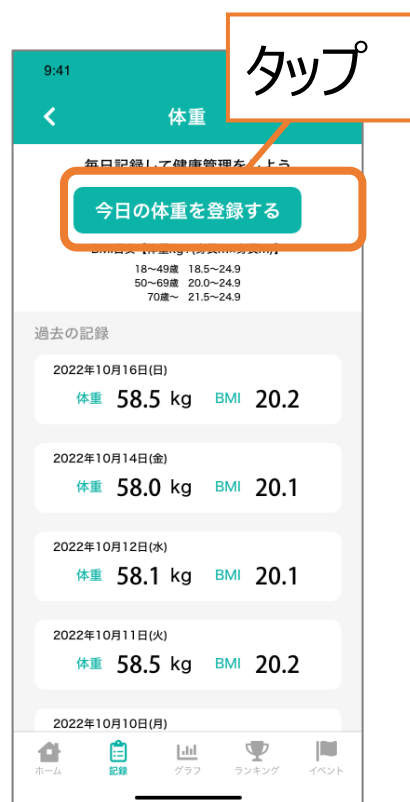 9:41
タップ
体重
毎日記録して健康管理を
今日の体重を登録する
18〜49歳 18.5〜24.9
50〜69歳 20.0〜24.9
70歳〜 21.5〜24.9
過去の記録
2022年10月16日(日)
体重 58.5 kg BMI 20.2
2022年10月14日(金)
体重 58.0 kg BMI 20.1
2022年10月12日(水)
体重 58.1 kg BMI 20.1
2022年10月11日(火)
体重 58.5 kg BMI 20.2
2022年10月10日(月)
ホーム 記録 グラフ ランキング イベント